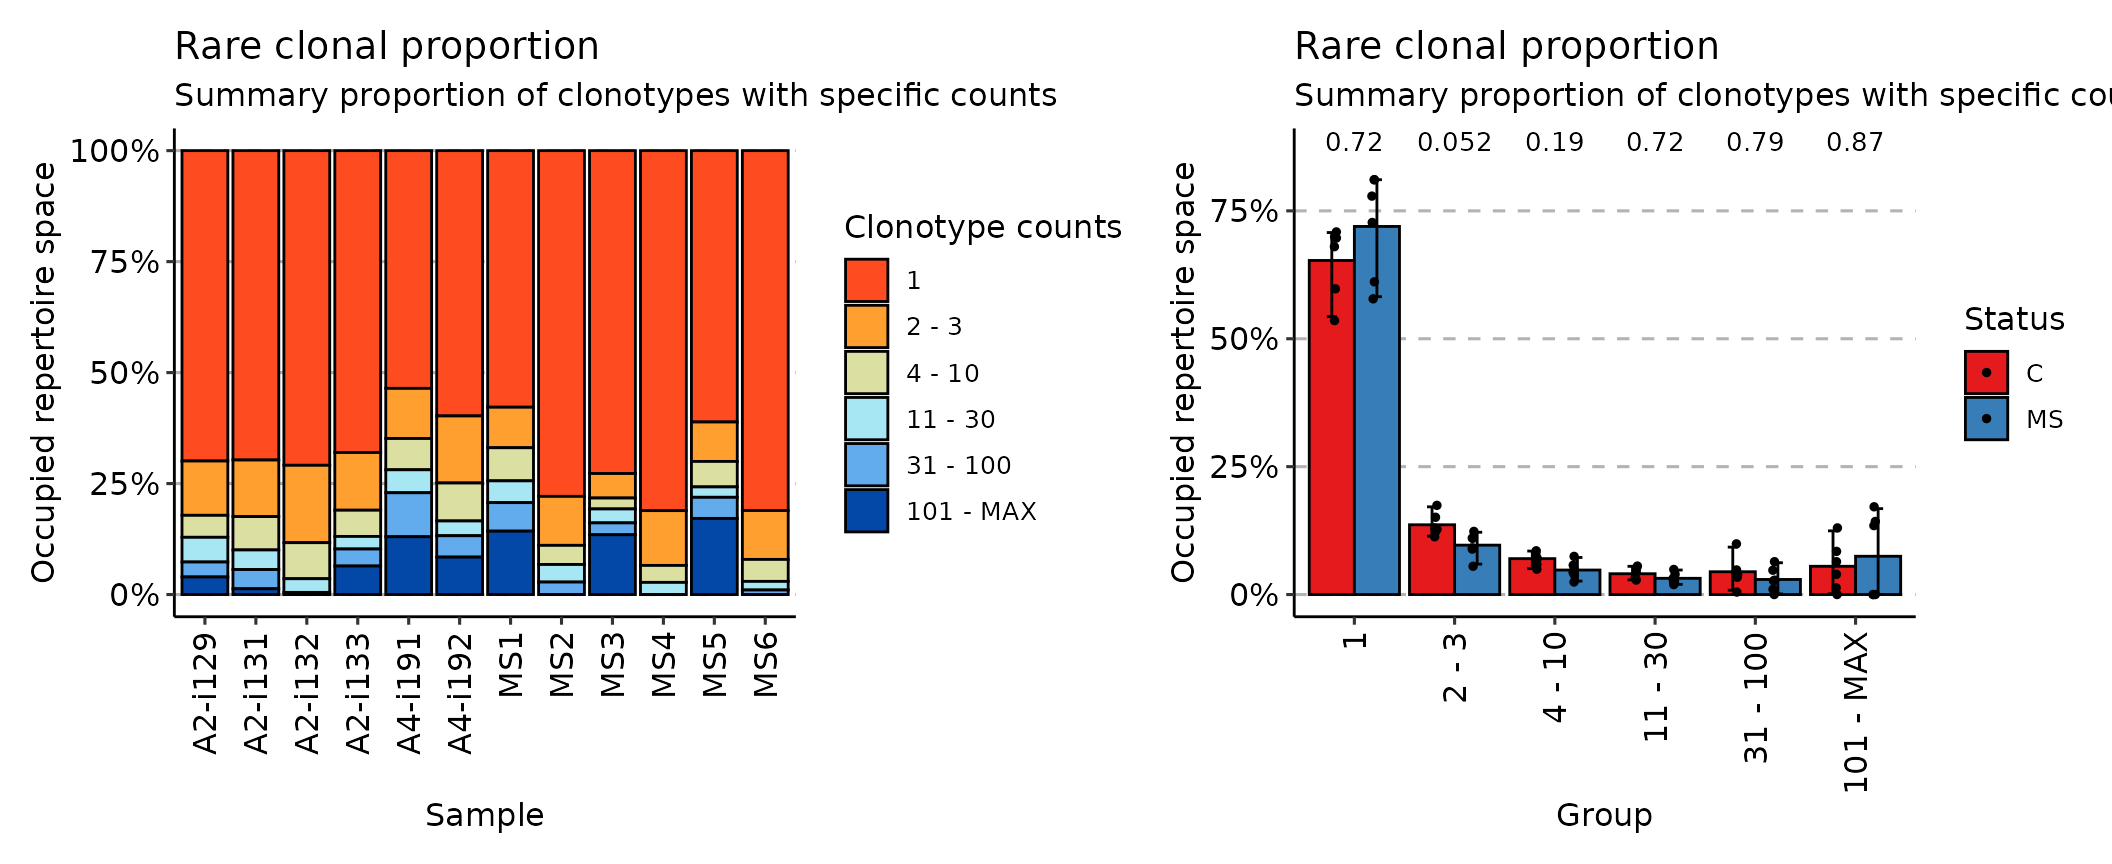 Rare clonal proportion
Summary proportion of clonotypes with specific counts
Occupied repertoire space
100%
75%
50%
25%
0%
A2-i129
A2-i131
A2-i132
A2-i133
A4-i191
A4-i192
MS1
MS2
MS3
MS4
MS5
MS6
Sample
Clonotype counts
1
2 - 3
4 - 10
11 - 30
31 - 100
101 - MAX
Rare clonal proportion
Summary proportion of clonotypes with specific cou
0.72 0.052 0.19 0.72 0.79 0.87
Occupied repertoire space
75%
50%
25%
0%
1
2 - 3
4 - 10
11 - 30
31 - 100
101 - MAX
Group
Status
C
MS